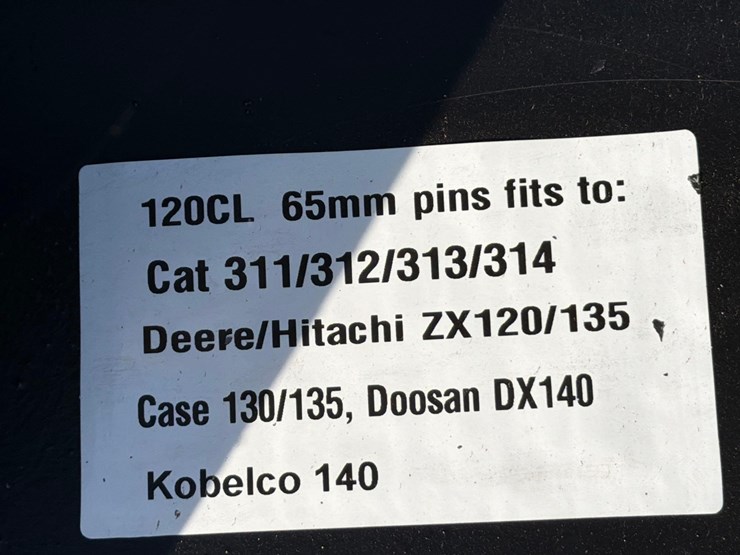 120CL 65mm pins fits to:
Cat 311/312/313/314
Deere/Hitachi ZX120/135
Case 130/135, Doosan DX140
Kobelco 140